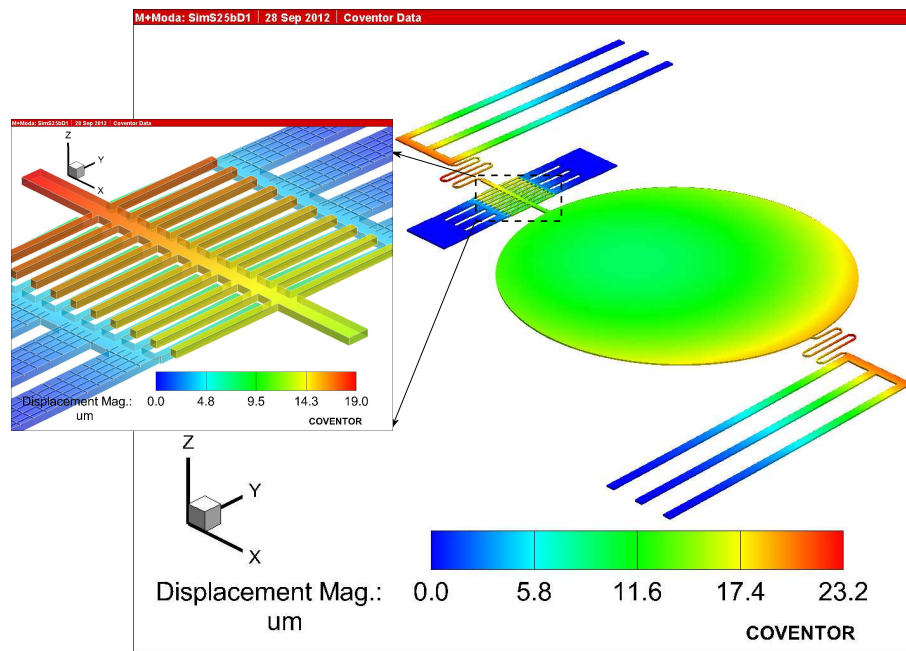 M+Moda: SimS25bD1 | 28 Sep 2012 | Coventor Data
M+Moda: SimS25bD1 | 28 Sep 2012 | Coventor Data
Z
Y
X
Displacement Mag.: 0.0 4.8 9.5 14.3 19.0
um
COVENTOR
Z
Y
X
Displacement Mag.: 0.0 5.8 11.6 17.4 23.2
um
COVENTOR